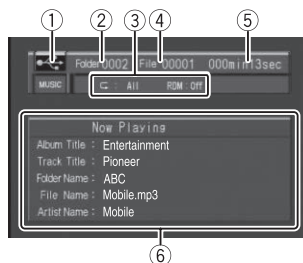 ① ② ③ ④ ⑤
Folder 0002 File 00001 000min13sec
MUSIC : All RDM : Off
Now Playing
Album Title : Entertainment
Track Title : Pioneer
Folder Name : ABC
File Name : Mobile.mp3
Artist Name : Mobile
⑥